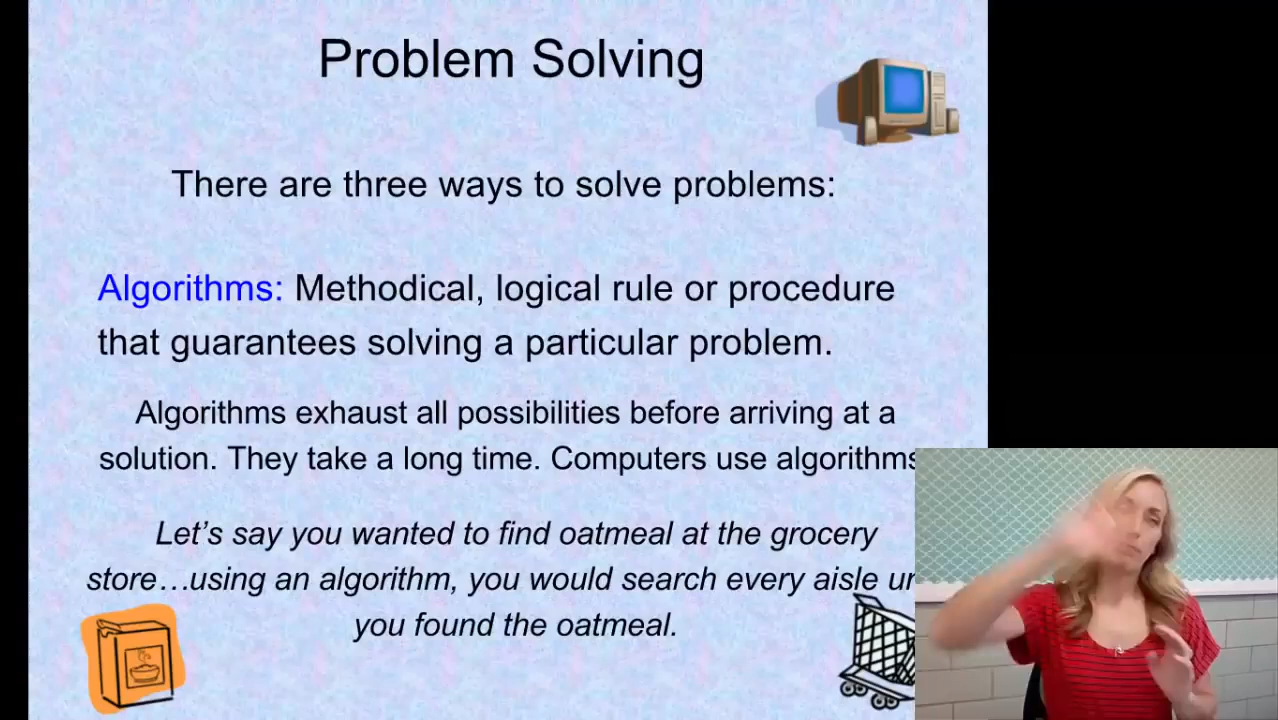 Problem Solving
There are three ways to solve problems:
Algorithms: Methodical, logical rule or procedure
that guarantees solving a particular problem.
Algorithms exhaust all possibilities before arriving at a
solution. They take a long time. Computers use algorithms
Let’s say you wanted to find oatmeal at the grocery
store…using an algorithm, you would search every aisle
you found the oatmeal.